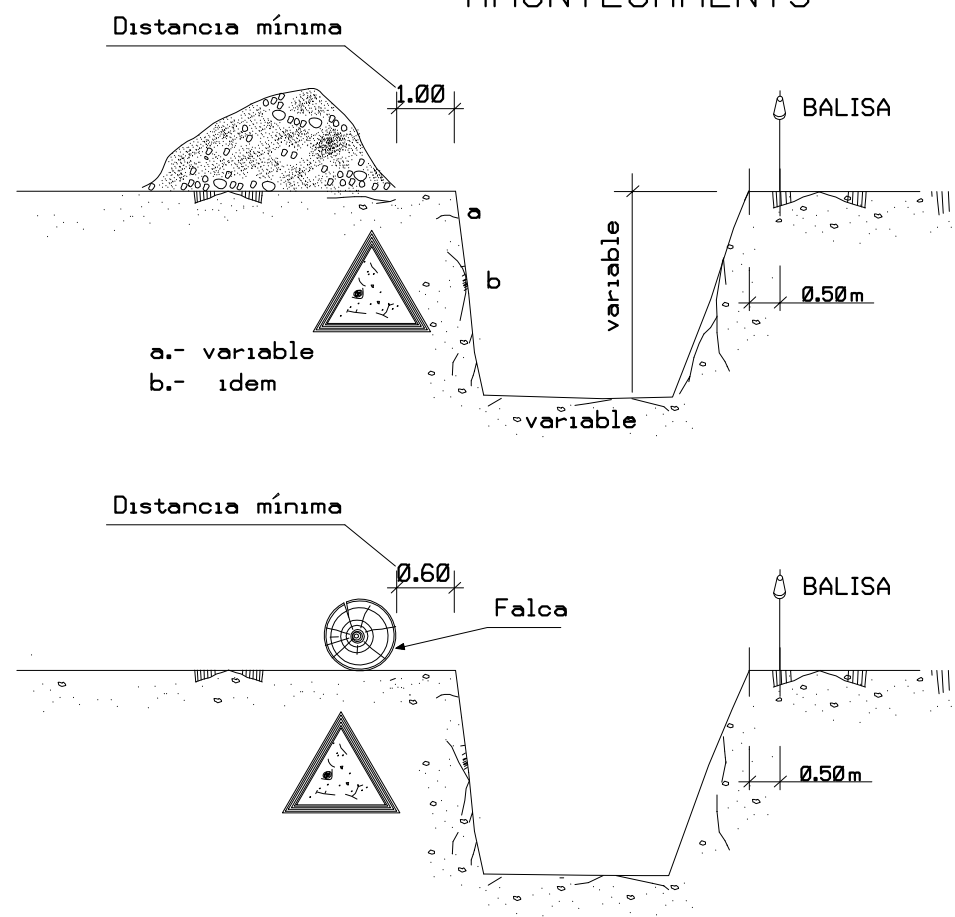 AMUNTEGAMENTS
Distancia mínima
1.00
BALISA
a
b
variable
0.50m
a.- variable
b.- idem
variable
Distancia mínima
0.60
BALISA
Falca
0.50m